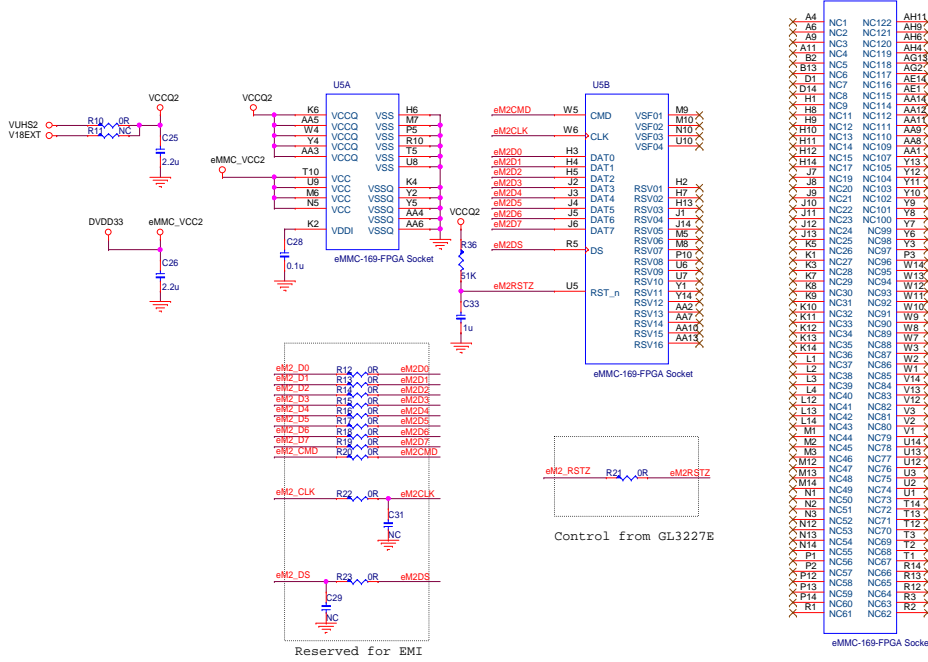 VUHS2
V18EXT
R10 0R
R11 NC
VCCQ2
C25
2.2u
DVDD33
eMMC_VCC2
C26
2.2u
U5A
VCCQ2
eMMC_VCC2
K6 VCCQ VSS H6
AA5 VCCQ VSS M7
W4 VCCQ VSS P5
Y4 VCCQ VSS R10
AA3 VCCQ VSS T5
VSS U8
T10 VCC
U9 VCC VSSQ K4
M6 VCC VSSQ Y2
N5 VCC VSSQ Y5
VSSQ AA4
K2 VDDI VSSQ AA6
C28
0.1u
eMMC-169-FPGA Socket
U5B
eM2CMD W5 CMD
eM2CLK W6 CLK
eM2D0 H3 DAT0
eM2D1 H4 DAT1
eM2D2 H5 DAT2
eM2D3 J2 DAT3
eM2D4 J3 DAT4
eM2D5 J4 DAT5
eM2D6 J5 DAT6
eM2D7 J6 DAT7
eM2DS R5 DS
eM2RSTZ U5 RST_n
VSF01 M9
VSF02 M10
VSF03 N10
VSF04 U10
RSV01 H2
RSV02 H7
RSV03 H13
RSV04 J1
RSV05 J14
RSV06 M5
RSV07 M8
RSV08 P10
RSV09 U6
RSV10 U7
RSV11 Y1
RSV12 Y14
RSV13 AA2
RSV14 AA7
RSV15 AA10
RSV16 AA13
eMMC-169-FPGA Socket
VCCQ2
R36
51K
C33
1u
eM2_D0 R12 0R eM2D0
eM2_D1 R13 0R eM2D1
eM2_D2 R14 0R eM2D2
eM2_D3 R15 0R eM2D3
eM2_D4 R16 0R eM2D4
eM2_D5 R17 0R eM2D5
eM2_D6 R18 0R eM2D6
eM2_D7 R19 0R eM2D7
eM2_CMD R20 0R eM2CMD
eM2_CLK R22 0R eM2CLK
C31
NC
eM2_DS R23 0R eM2DS
C29
NC
Reserved for EMI
eM2_RSTZ R21 0R eM2RSTZ
Control from GL3227E
A4 NC1 NC122 AH11
A6 NC2 NC121 AH9
A9 NC3 NC120 AH6
A11 NC4 NC119 AH4
B2 NC5 NC118 AG13
B13 NC6 NC117 AG2
D1 NC7 NC116 AE14
D14 NC8 NC115 AE1
H1 NC9 NC114 AA14
H8 NC11 NC112 AA12
H9 NC12 NC111 AA11
H10 NC13 NC110 AA9
H11 NC14 NC109 AA8
H12 NC15 NC107 AA1
H14 NC17 NC105 Y13
J7 NC19 NC104 Y12
J8 NC20 NC103 Y11
J9 NC21 NC102 Y10
J10 NC22 NC101 Y9
J11 NC23 NC100 Y8
J12 NC24 NC99 Y7
J13 NC25 NC98 Y6
K5 NC26 NC97 Y3
K1 NC27 NC96 P3
K3 NC28 NC95 W14
K7 NC29 NC94 W13
K8 NC30 NC93 W12
K9 NC31 NC92 W11
K10 NC32 NC91 W10
K11 NC33 NC90 W9
K12 NC34 NC89 W8
K13 NC35 NC88 W7
K14 NC36 NC87 W3
L1 NC37 NC86 W2
L2 NC38 NC85 W1
L3 NC39 NC84 V14
L4 NC40 NC83 V13
L12 NC41 NC82 V12
L13 NC42 NC81 V3
L14 NC43 NC80 V2
M1 NC44 NC79 V1
M2 NC45 NC78 U14
M3 NC46 NC77 U13
M12 NC47 NC76 U12
M13 NC48 NC75 U3
M14 NC49 NC74 U2
N1 NC50 NC73 U1
N2 NC51 NC72 T14
N3 NC52 NC71 T13
N12 NC53 NC70 T12
N13 NC54 NC69 T3
N14 NC55 NC68 T2
P1 NC56 NC67 T1
P2 NC57 NC66 R14
P12 NC58 NC65 R13
P13 NC59 NC64 R12
P14 NC60 NC63 R3
R1 NC61 NC62 R2
eMMC-169-FPGA Socke